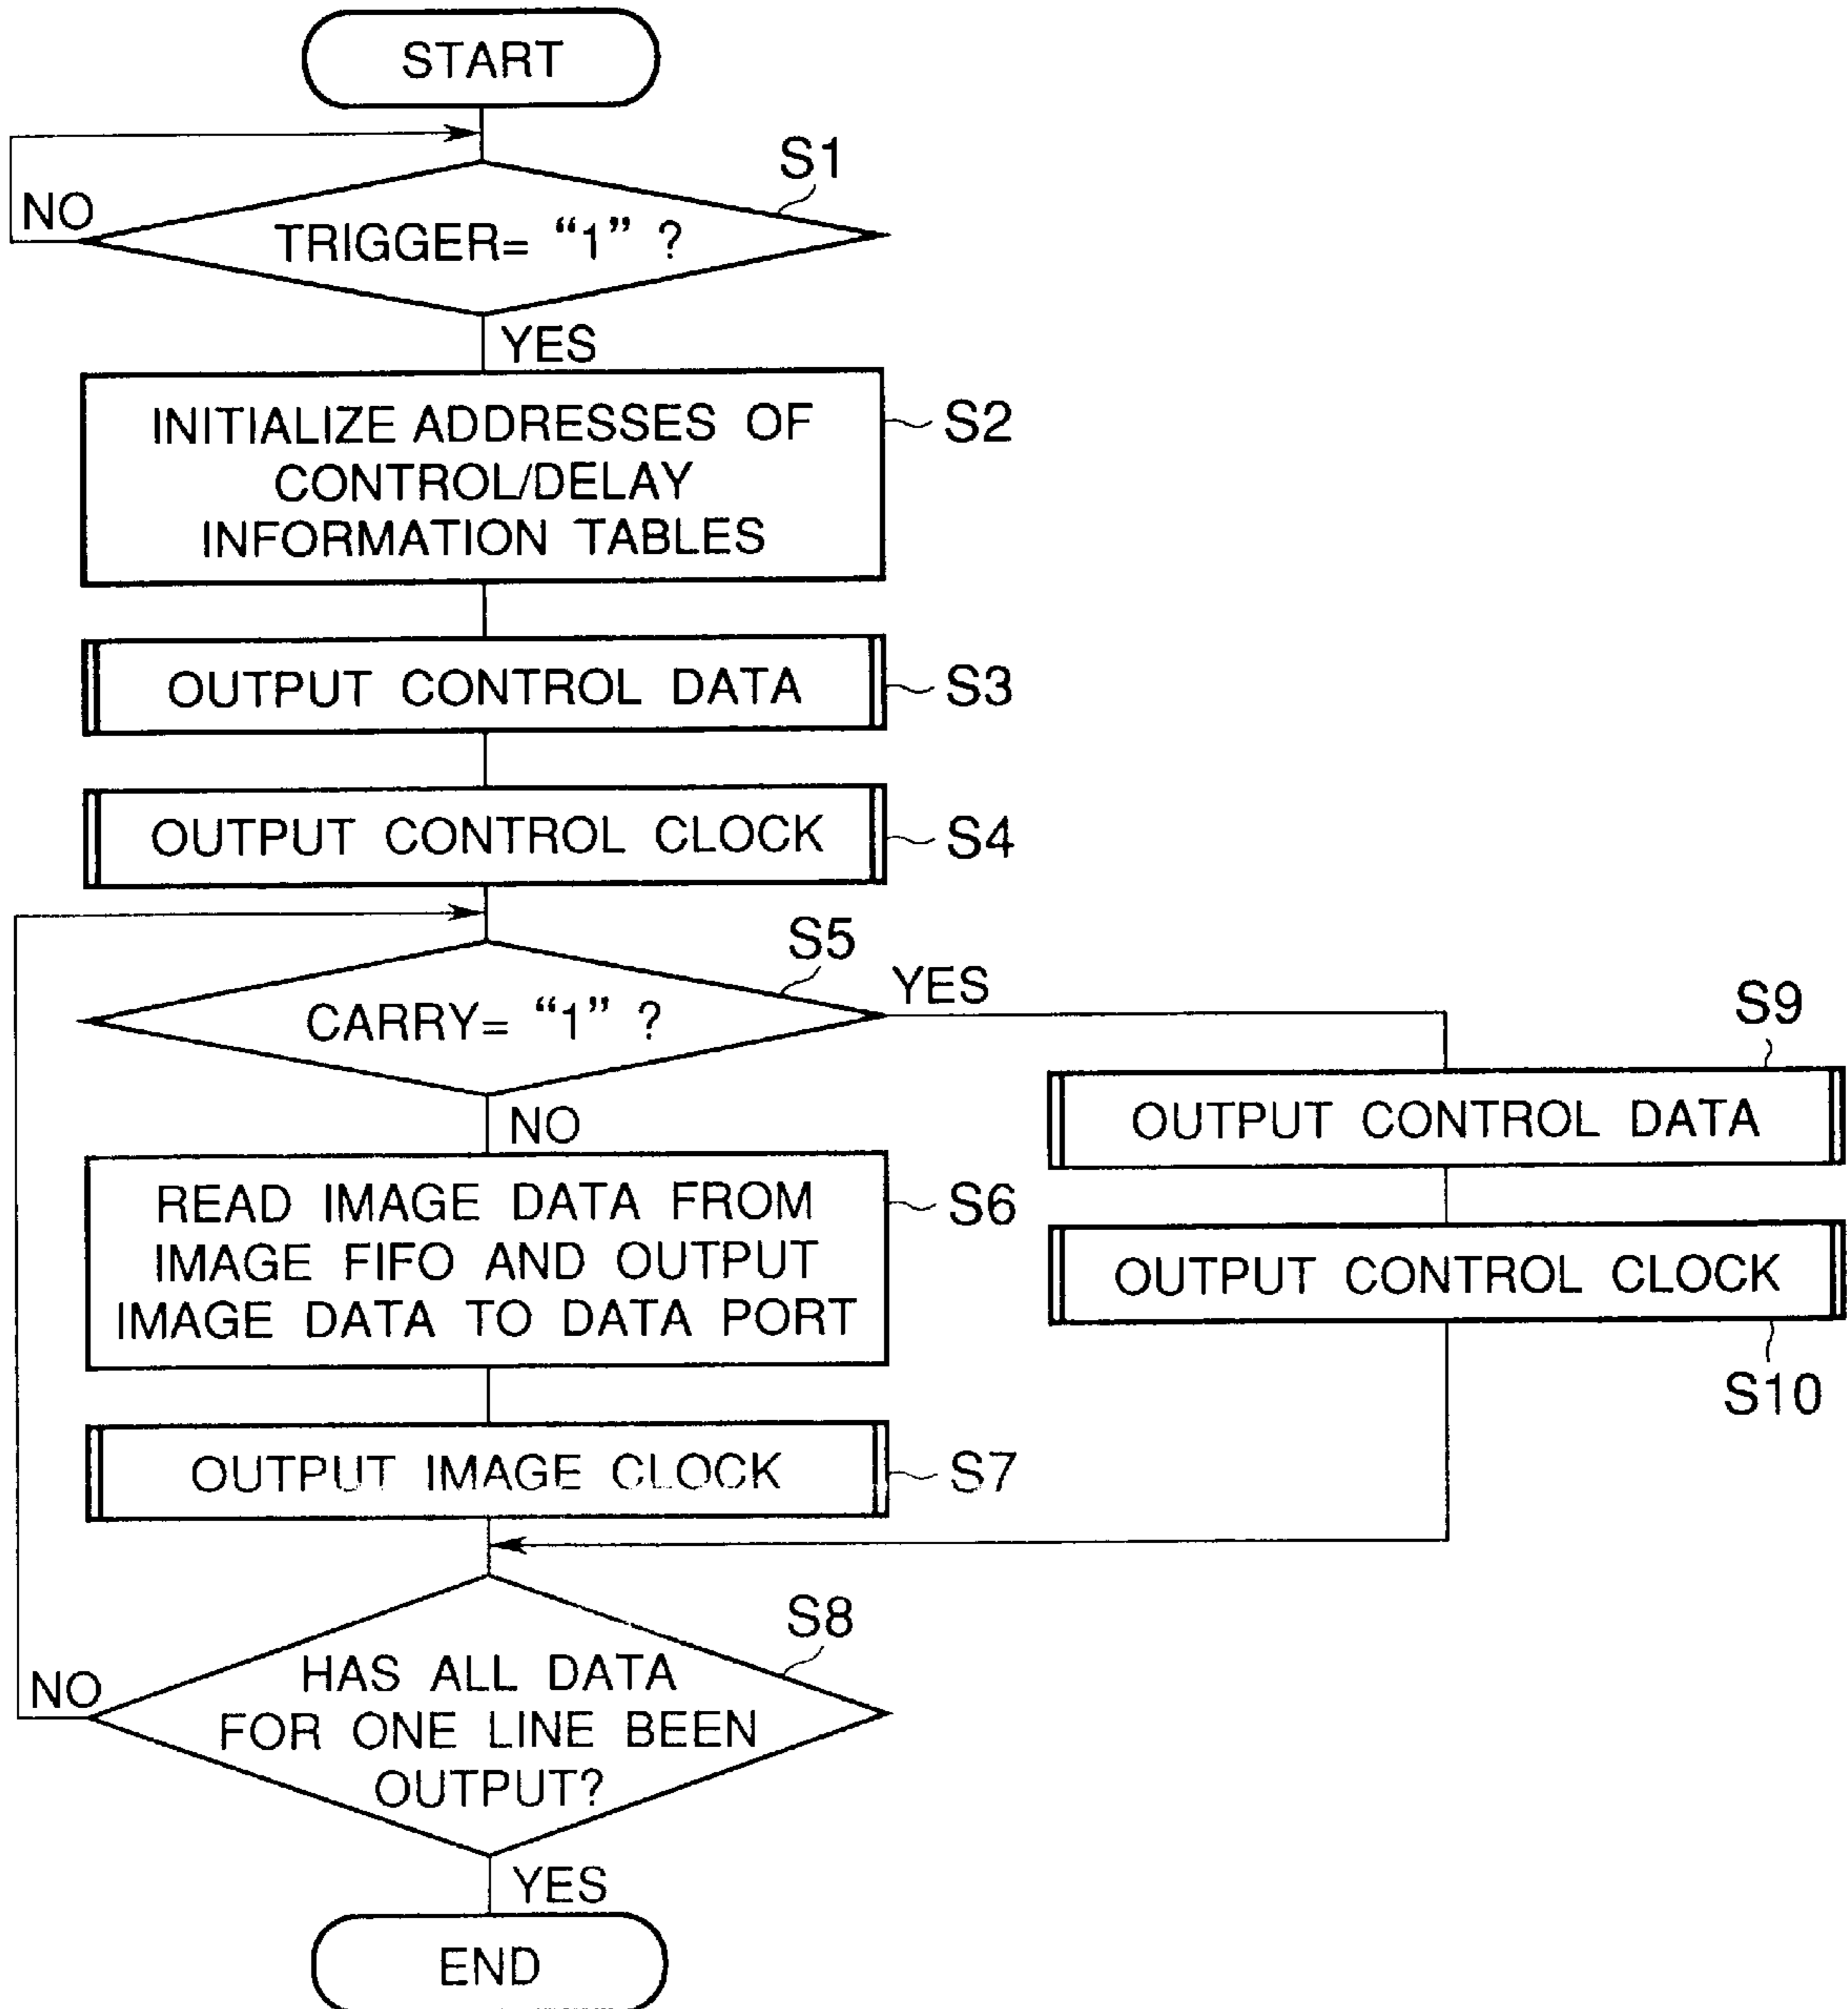 START
S1
NO
TRIGGER= “1” ?
YES
INITIALIZE ADDRESSES OF
CONTROL/DELAY
INFORMATION TABLES
S2
OUTPUT CONTROL DATA
S3
OUTPUT CONTROL CLOCK
S4
S5
CARRY= “1” ?
YES
NO
S9
OUTPUT CONTROL DATA
READ IMAGE DATA FROM
IMAGE FIFO AND OUTPUT
IMAGE DATA TO DATA PORT
S6
OUTPUT CONTROL CLOCK
S10
OUTPUT IMAGE CLOCK
S7
S8
NO
HAS ALL DATA
FOR ONE LINE BEEN
OUTPUT?
YES
END